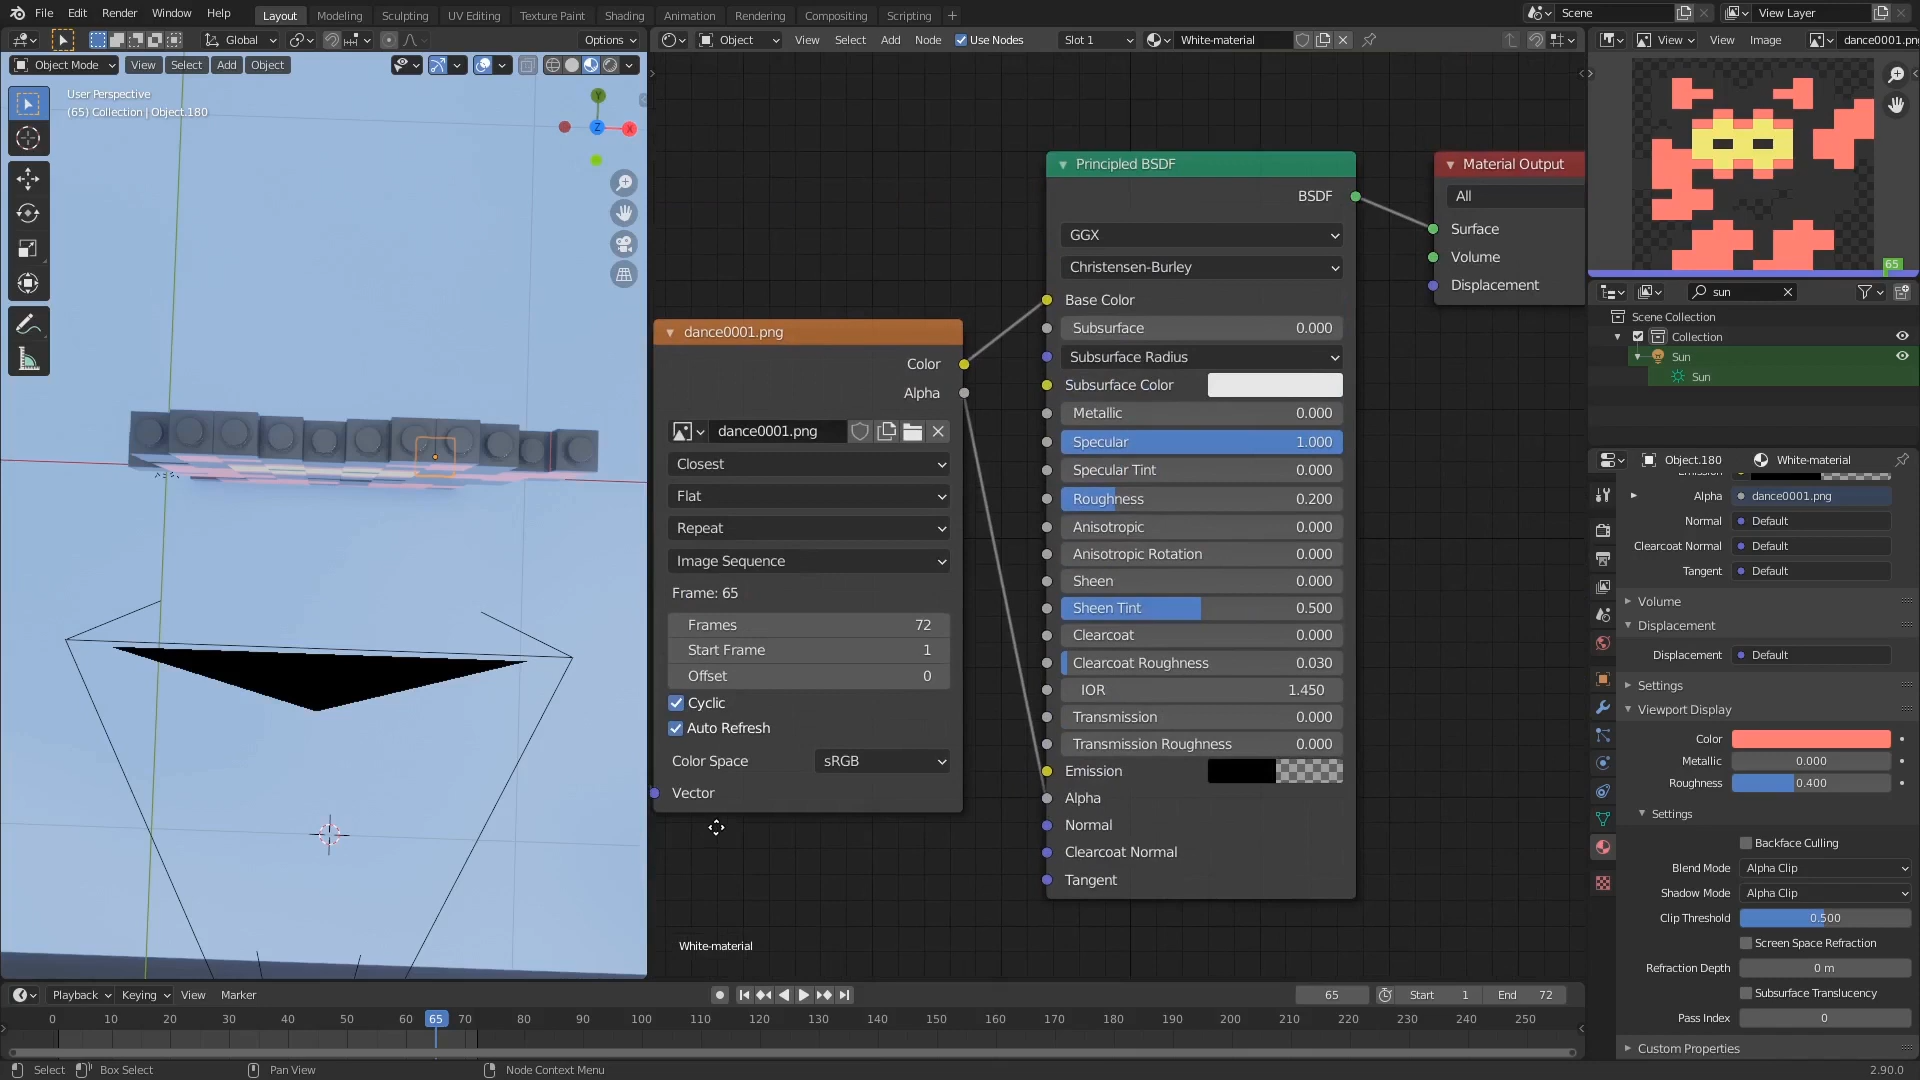 File Edit Render Window Help Layout Modeling Sculpting UV Editing Texture Paint Shading Animation Rendering Compositing Scripting + Scene View Layer
Global Options Object View Select Add Node Use Nodes Slot 1 White-material View View Image dance0001.pn
Object Mode View Select Add Object
User Perspective
(65) Collection | Object.180
Y
Z X
65
Principled BSDF
BSDF
GGX
Christensen-Burley
Base Color
Subsurface 0.000
Subsurface Radius
Subsurface Color
Metallic 0.000
Specular 1.000
Specular Tint 0.000
Roughness 0.200
Anisotropic 0.000
Anisotropic Rotation 0.000
Sheen 0.000
Sheen Tint 0.500
Clearcoat 0.000
Clearcoat Roughness 0.030
IOR 1.450
Transmission 0.000
Transmission Roughness 0.000
Emission
Alpha
Normal
Clearcoat Normal
Tangent
Material Output
All
Surface
Volume
Displacement
dance0001.png
Color
Alpha
dance0001.png
Closest
Flat
Repeat
Image Sequence
Frame: 65
Frames 72
Start Frame 1
Offset 0
Cyclic
Auto Refresh
Color Space sRGB
Vector
White-material
sun
Scene Collection
Collection
Sun
Sun
Object.180 White-material
Alpha dance0001.png
Normal Default
Clearcoat Normal Default
Tangent Default
Volume
Displacement
Displacement Default
Settings
Viewport Display
Color
Metallic 0.000
Roughness 0.400
Settings
Backface Culling
Blend Mode Alpha Clip
Shadow Mode Alpha Clip
Clip Threshold 0.500
Screen Space Refraction
Refraction Depth 0 m
Subsurface Translucency
Pass Index 0
Custom Properties
Playback Keying View Marker 65 Start 1 End 72
0 10 20 30 40 50 60 65 70 80 90 100 110 120 130 140 150 160 170 180 190 200 210 220 230 240 250
Select Box Select Pan View Node Context Menu 2.90.0